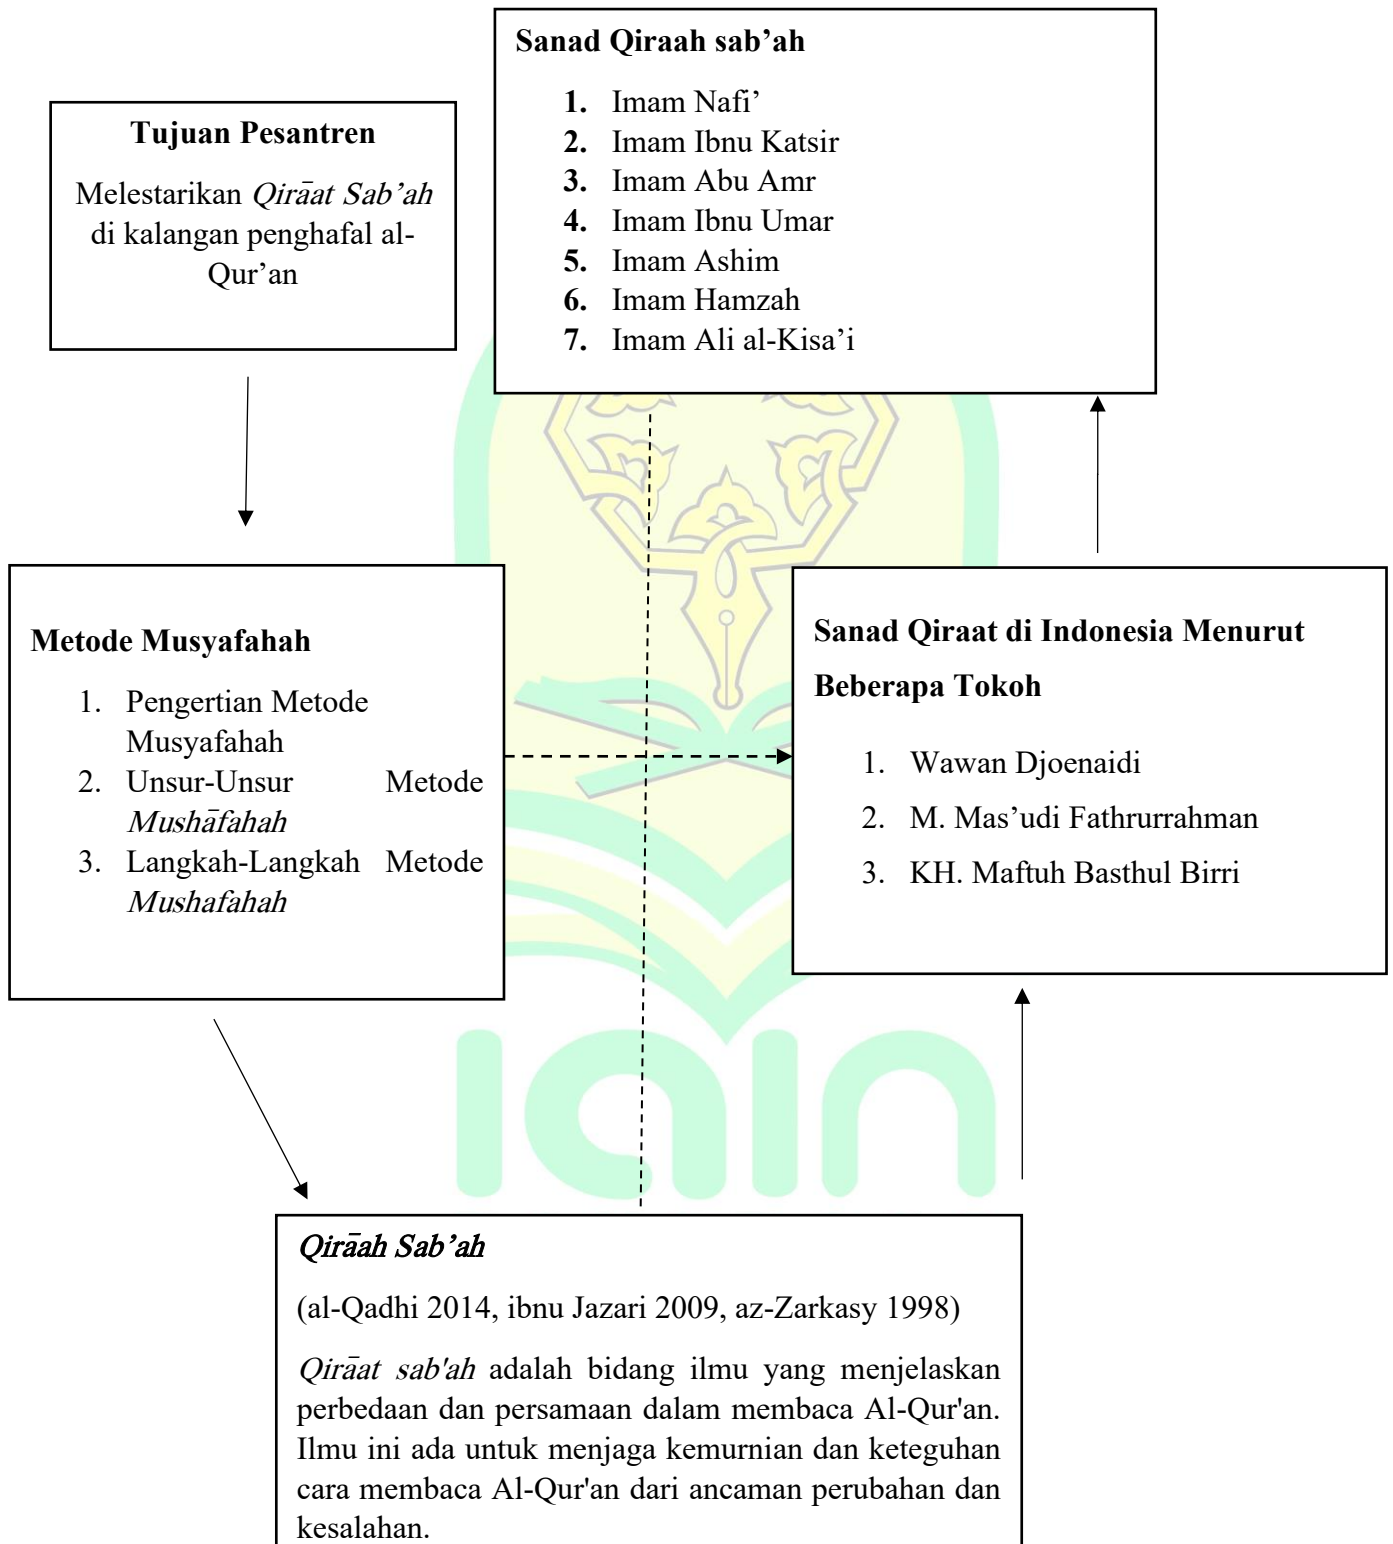 Sanad Qiraah sab’ah
1. Imam Nafi’
2. Imam Ibnu Katsir
3. Imam Abu Amr
4. Imam Ibnu Umar
5. Imam Ashim
6. Imam Hamzah
7. Imam Ali al-Kisa’i
Tujuan Pesantren
Melestarikan Qirāat Sab’ah
di kalangan penghafal al-
Qur’an
Metode Musyafahah
1. Pengertian Metode
Musyafahah
2. Unsur-Unsur Metode
Mushāfahah
3. Langkah-Langkah Metode
Mushafahah
Sanad Qiraat di Indonesia Menurut
Beberapa Tokoh
1. Wawan Djoenaidi
2. M. Mas’udi Fathrurrahman
3. KH. Maftuh Basthul Birri
iain
Qirāah Sab’ah
(al-Qadhi 2014, ibnu Jazari 2009, az-Zarkasy 1998)
Qirāat sab'ah adalah bidang ilmu yang menjelaskan
perbedaan dan persamaan dalam membaca Al-Qur'an.
Ilmu ini ada untuk menjaga kemurnian dan keteguhan
cara membaca Al-Qur'an dari ancaman perubahan dan
kesalahan.